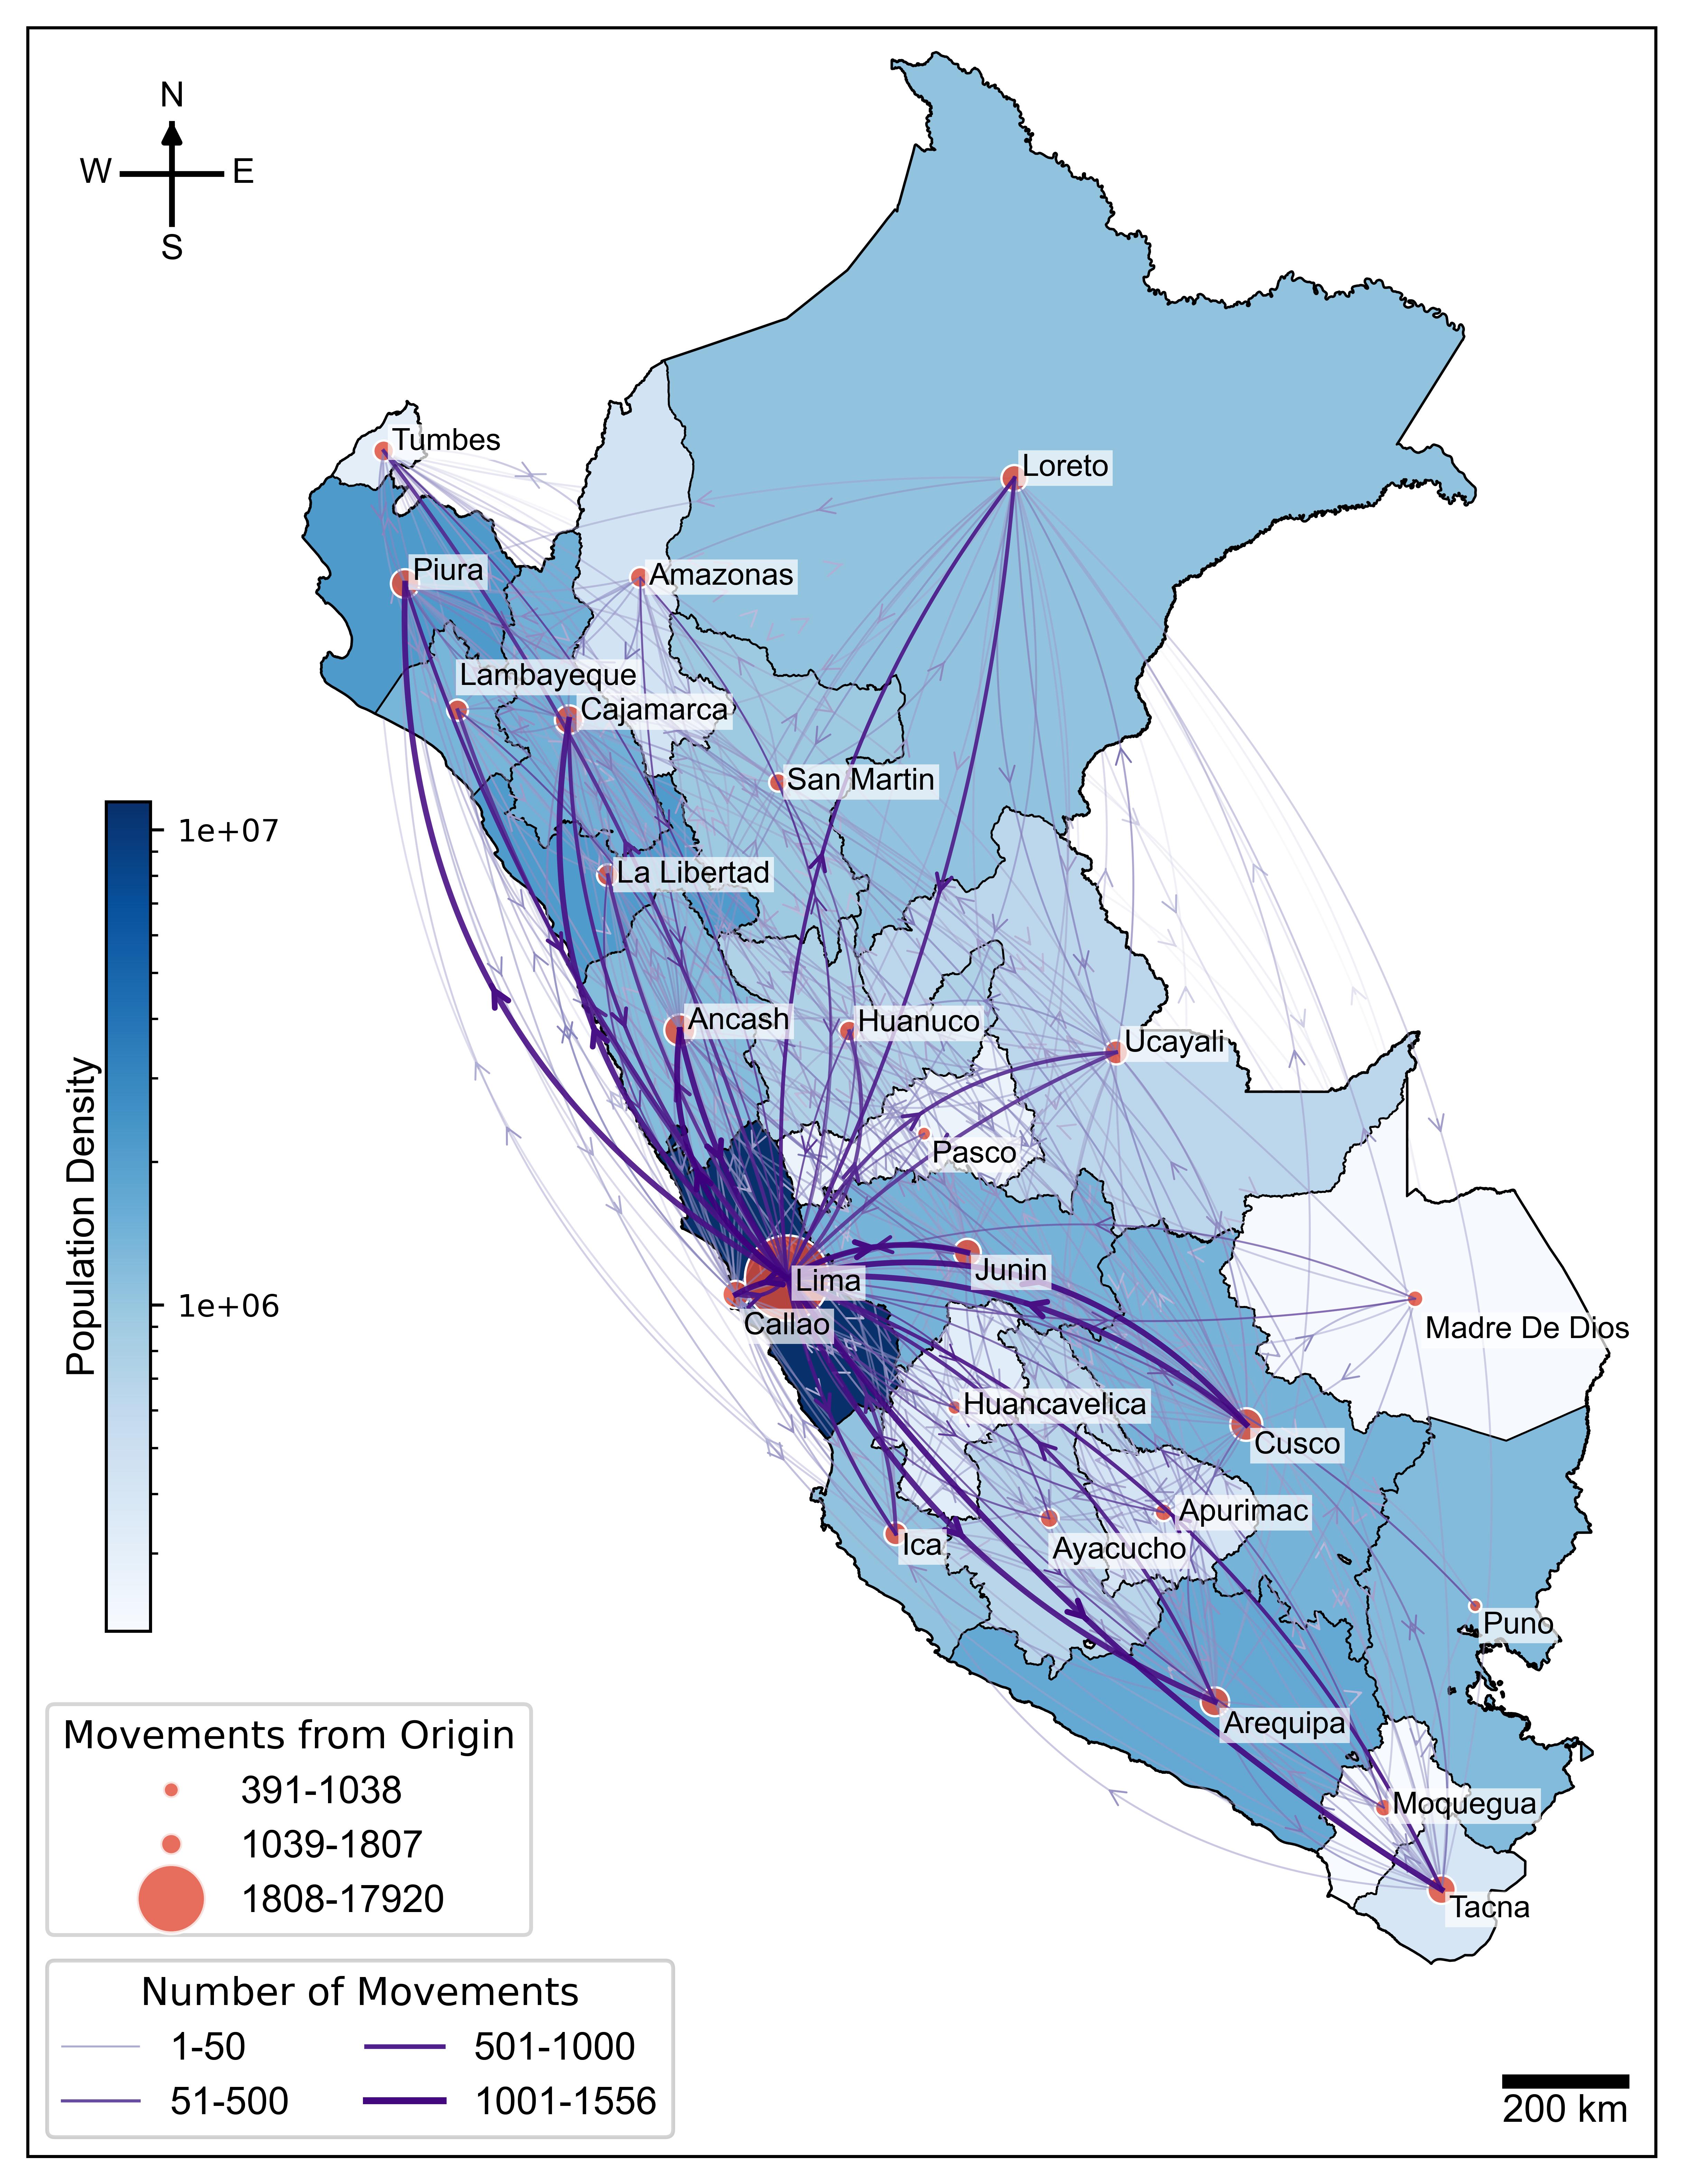 N
W E
S
Tumbes
Loreto
Piura
Amazonas
Lambayeque
Cajamarca
San Martin
1e+07
La Libertad
Ancash
Huanuco
Ucayali
Population Density
Pasco
Junin
Lima
1e+06
Callao
Madre De Dios
Huancavelica
Cusco
Apurimac
Ica
Ayacucho
Puno
Arequipa
Moquegua
Tacna
Movements from Origin
391-1038
1039-1807
1808-17920
Number of Movements
1-50 501-1000
51-500 1001-1556
200 km